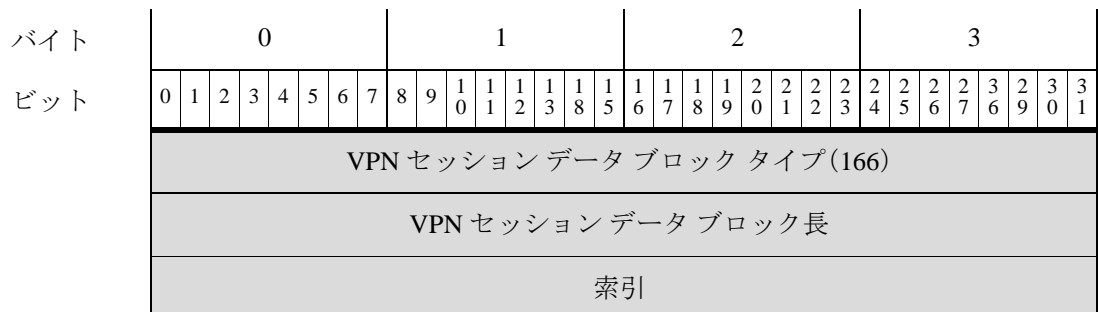 バイト 0 1 2 3
ビット 0 1 2 3 4 5 6 7 8 9 10 11 12 13 18 15 16 17 18 19 20 21 22 23 24 25 26 27 36 29 30 31
VPN セッション データ ブロック タイプ(166)
VPN セッション データ ブロック長
索引